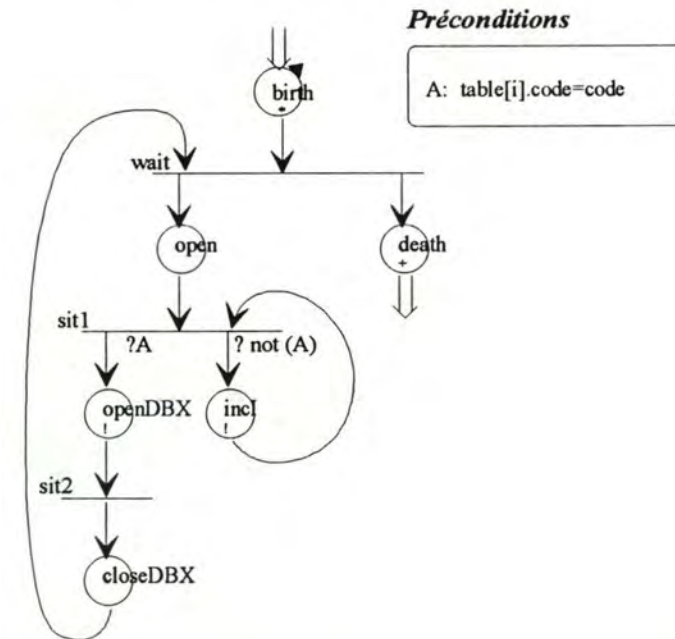 Préconditions
A: table[i].code=code
birth
*
wait
open
death
+
sit1
?A
? not (A)
openDBX
!
incI
!
sit2
closeDBX